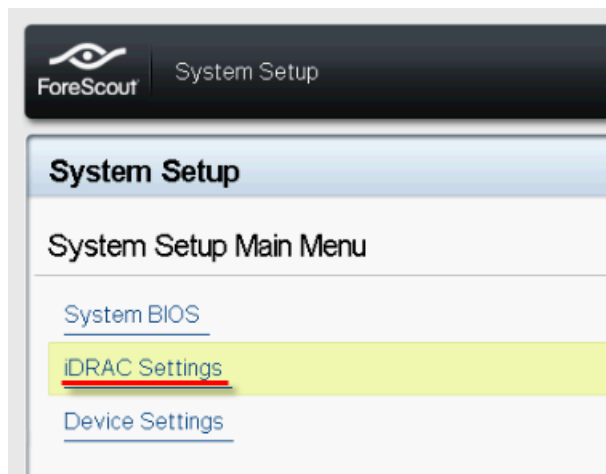 ForeScout
System Setup
System Setup
System Setup Main Menu
System BIOS
iDRAC Settings
Device Settings